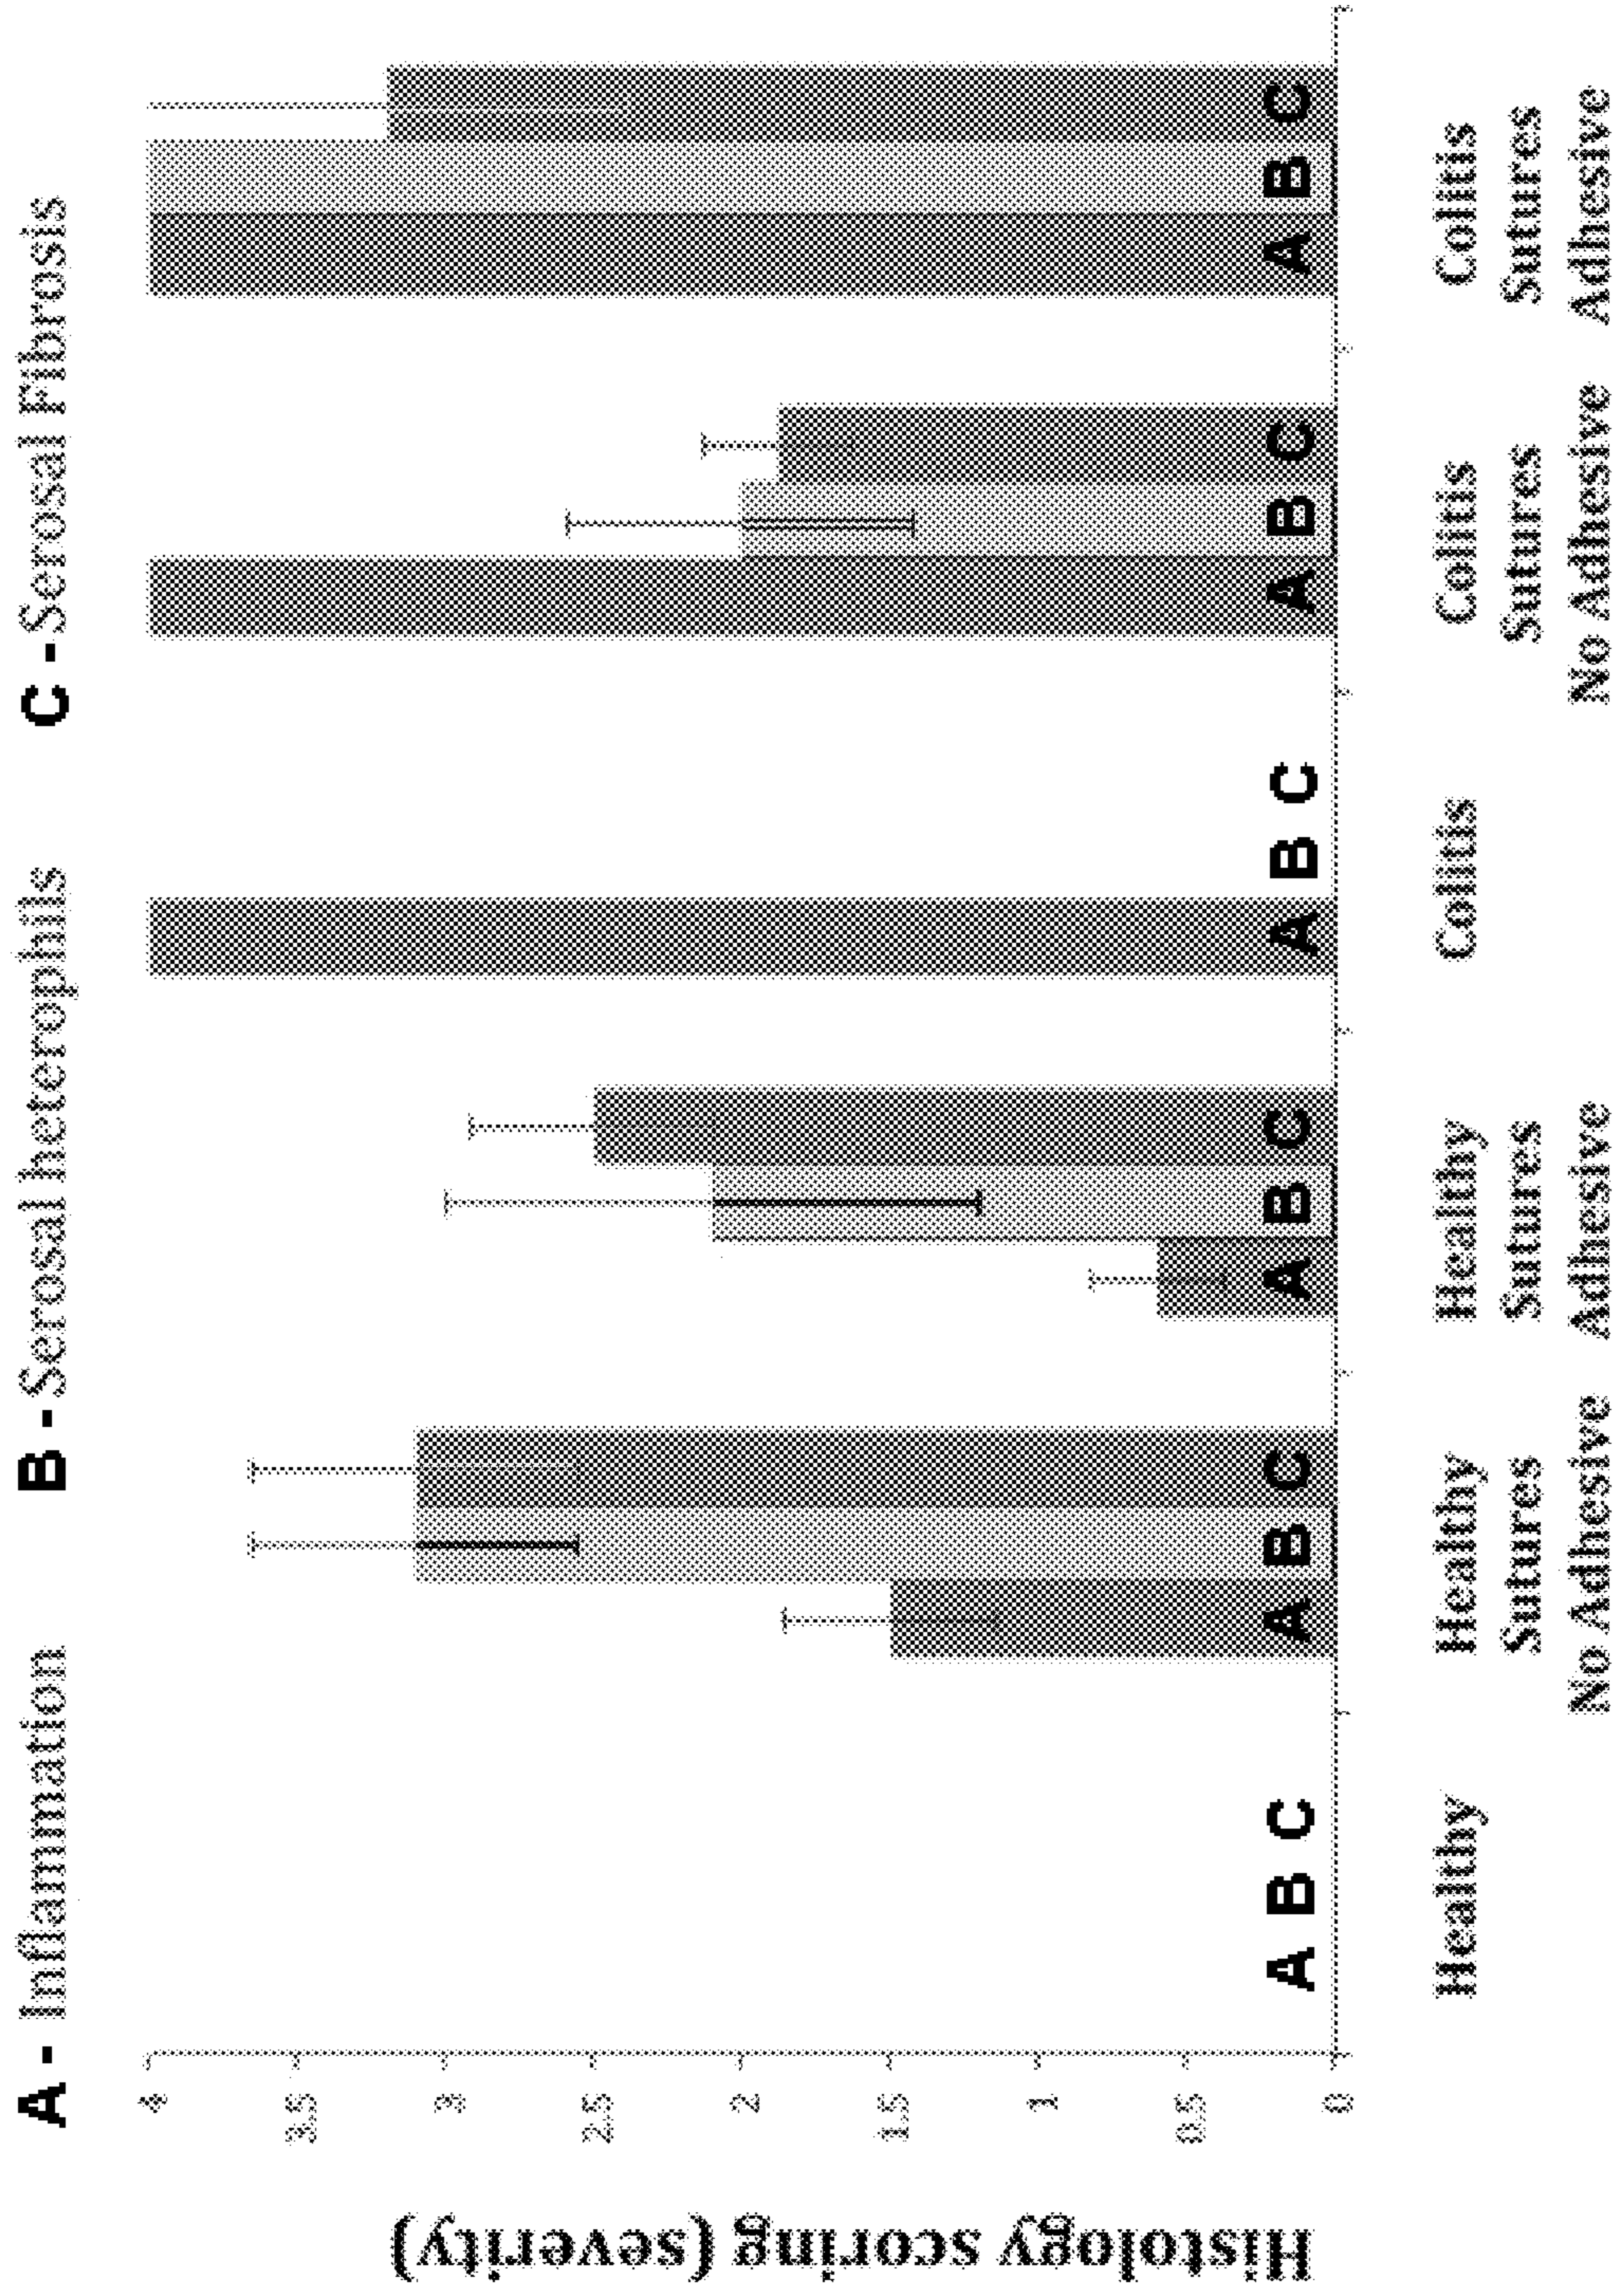 A- Inflammation B-Serosal heterophils C-Serosal Fibrosis
Histology scoring (severity)
4
3.5
3
2.5
2
1.5
1
0.5
0
A B C
A B C
A B C
A B C
A B C
A B C
Healthy
Healthy
Sutures
No Adhesive
Healthy
Sutures
Adhesive
Colitis
Colitis
Sutures
No Adhesive
Colitis
Sutures
Adhesive